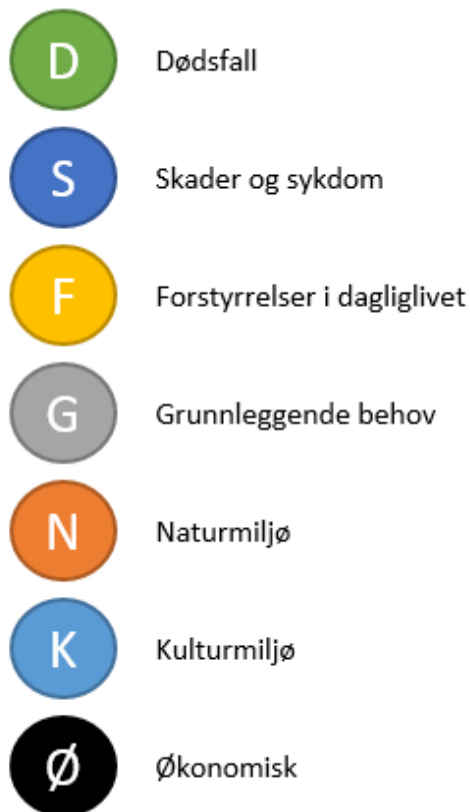 D Dødsfall
S Skader og sykdom
F Forstyrrelser i dagliglivet
G Grunnleggende behov
N Naturmiljø
K Kulturmiljø
Ø Økonomisk